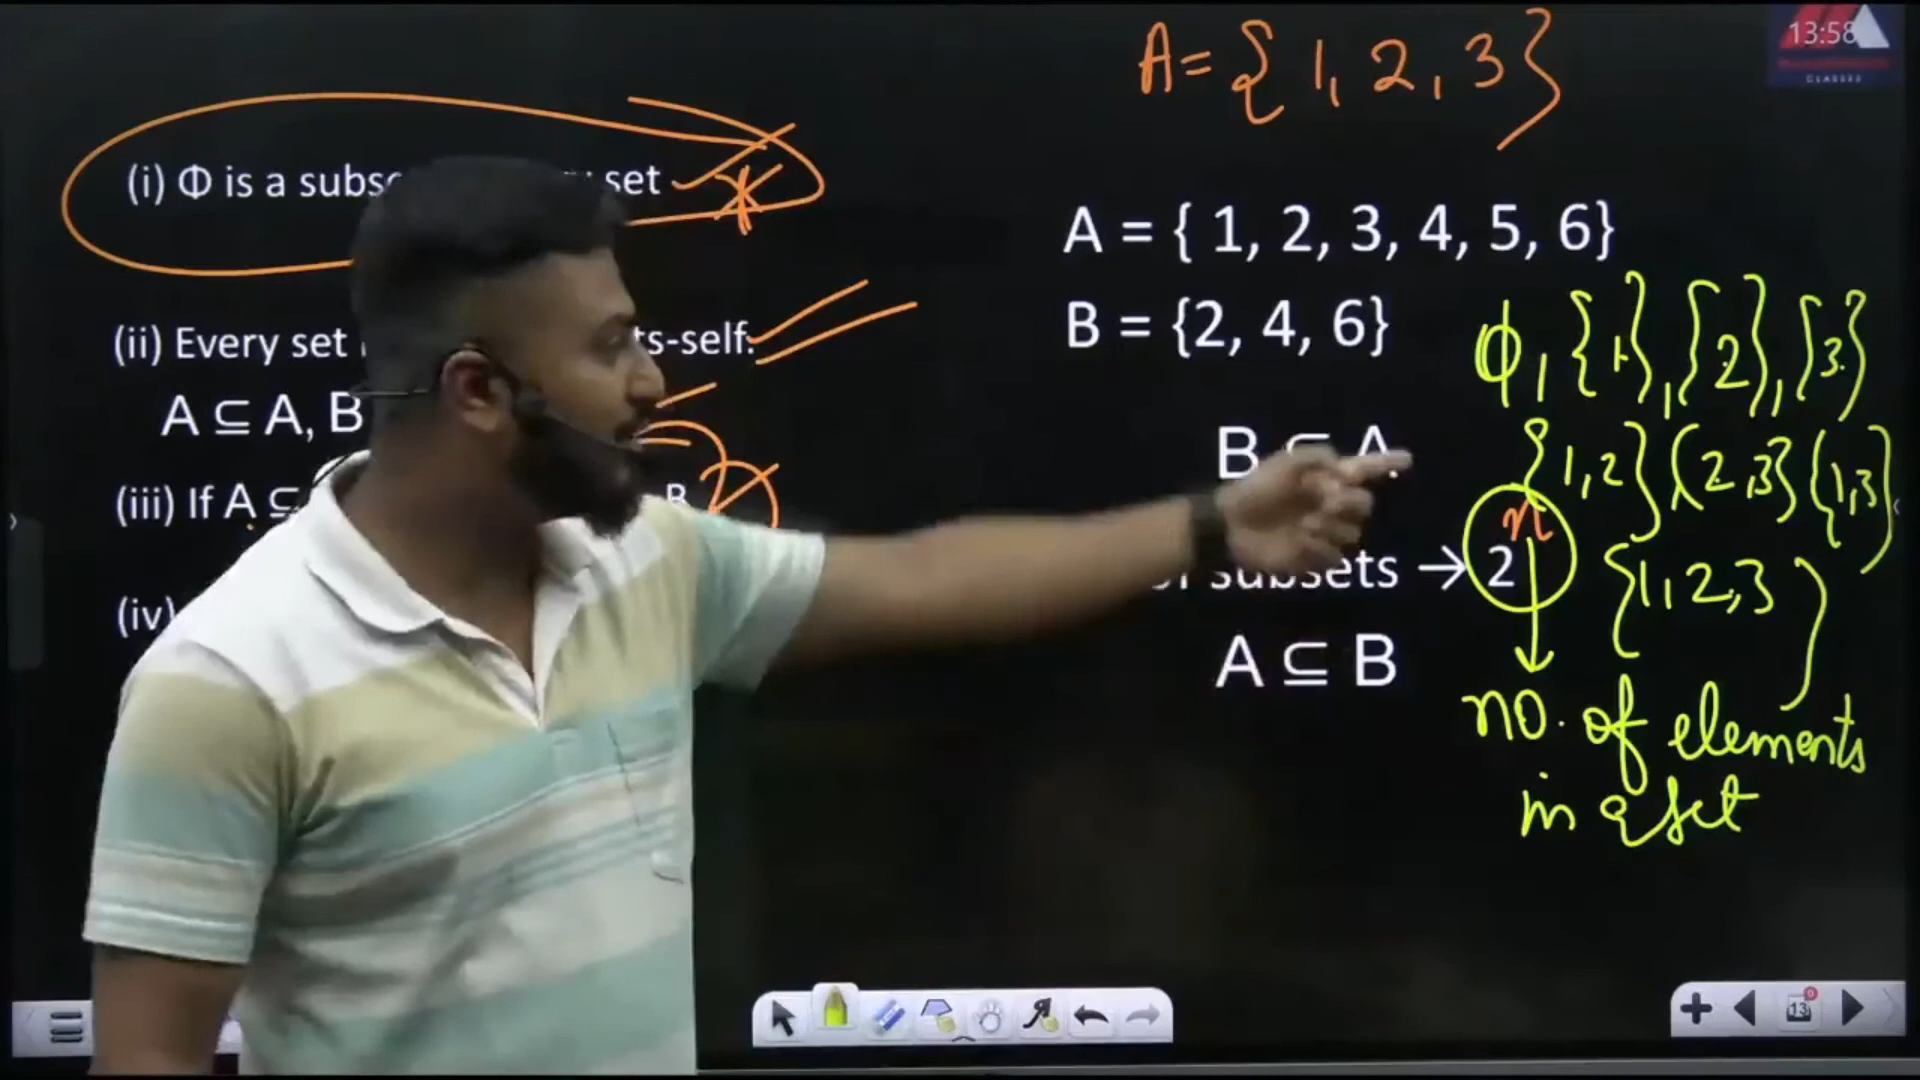 A = { 1, 2, 3 }
13:58
CLASSES
(i) Φ is a subs set
A = { 1, 2, 3, 4, 5, 6}
(ii) Every set ts-self.
B = {2, 4, 6}
Φ, {1}, {2}, {3}
A ⊆ A, B
B ⊆ A
{1,2} {2,3} {1,3}
(iii) If A ⊆ B
subsets → 2ⁿ
{1,2,3}
(iv)
A ⊆ B
no. of elements
in a set
13